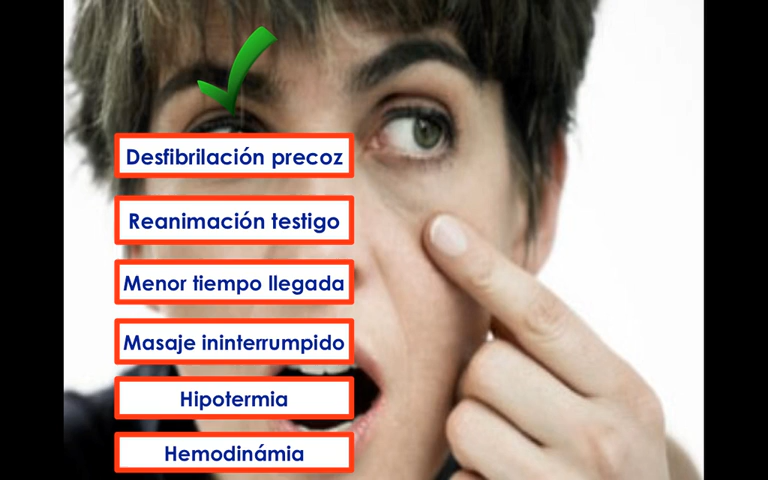 Desfibrilación precoz
Reanimación testigo
Menor tiempo llegada
Masaje ininterrumpido
Hipotermia
Hemodinámia